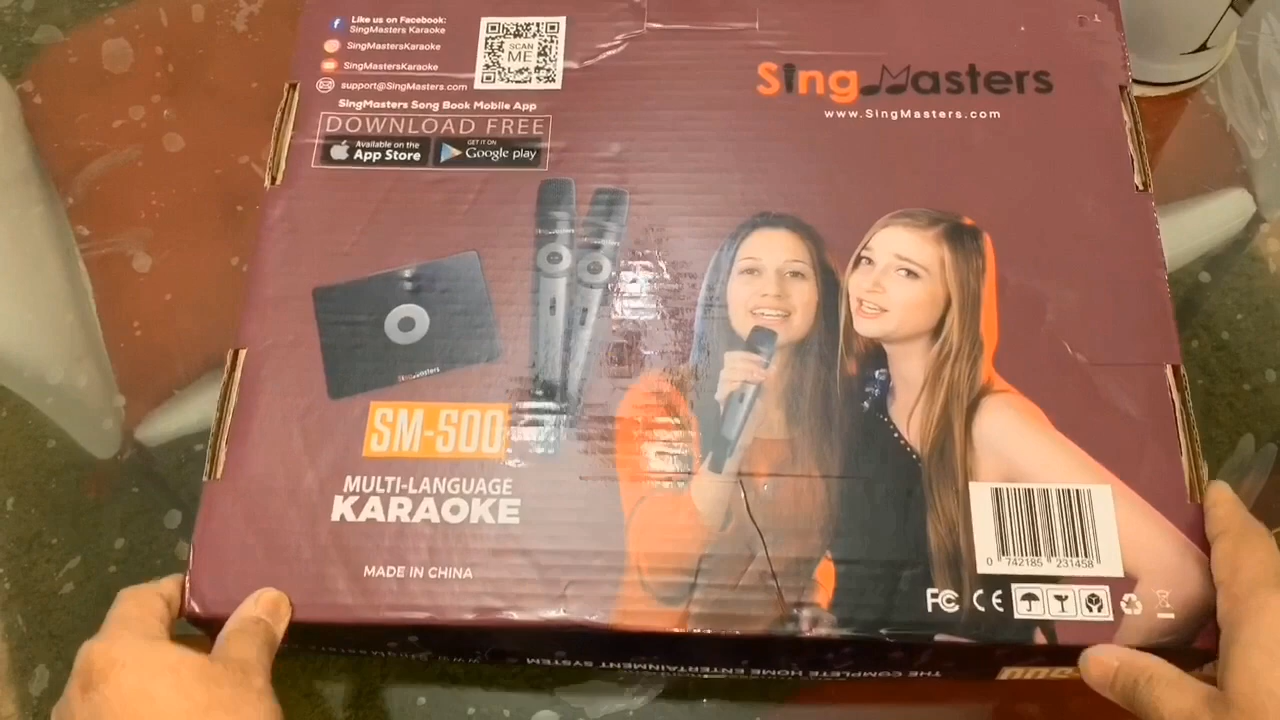 Like us on Facebook:
SingMasters Karaoke
SingMastersKaraoke
SingMastersKaraoke
support@SingMasters.com
SCAN
ME
SingMasters Song Book Mobile App
DOWNLOAD FREE
Available on the
App Store
GET IT ON
Google play
SingMasters
www.SingMasters.com
SingMasters
SM-500
MULTI-LANGUAGE
KARAOKE
MADE IN CHINA
0 742185 231458
FC CE
THE COMPLETE HOME ENTERTAINMENT SYSTEM